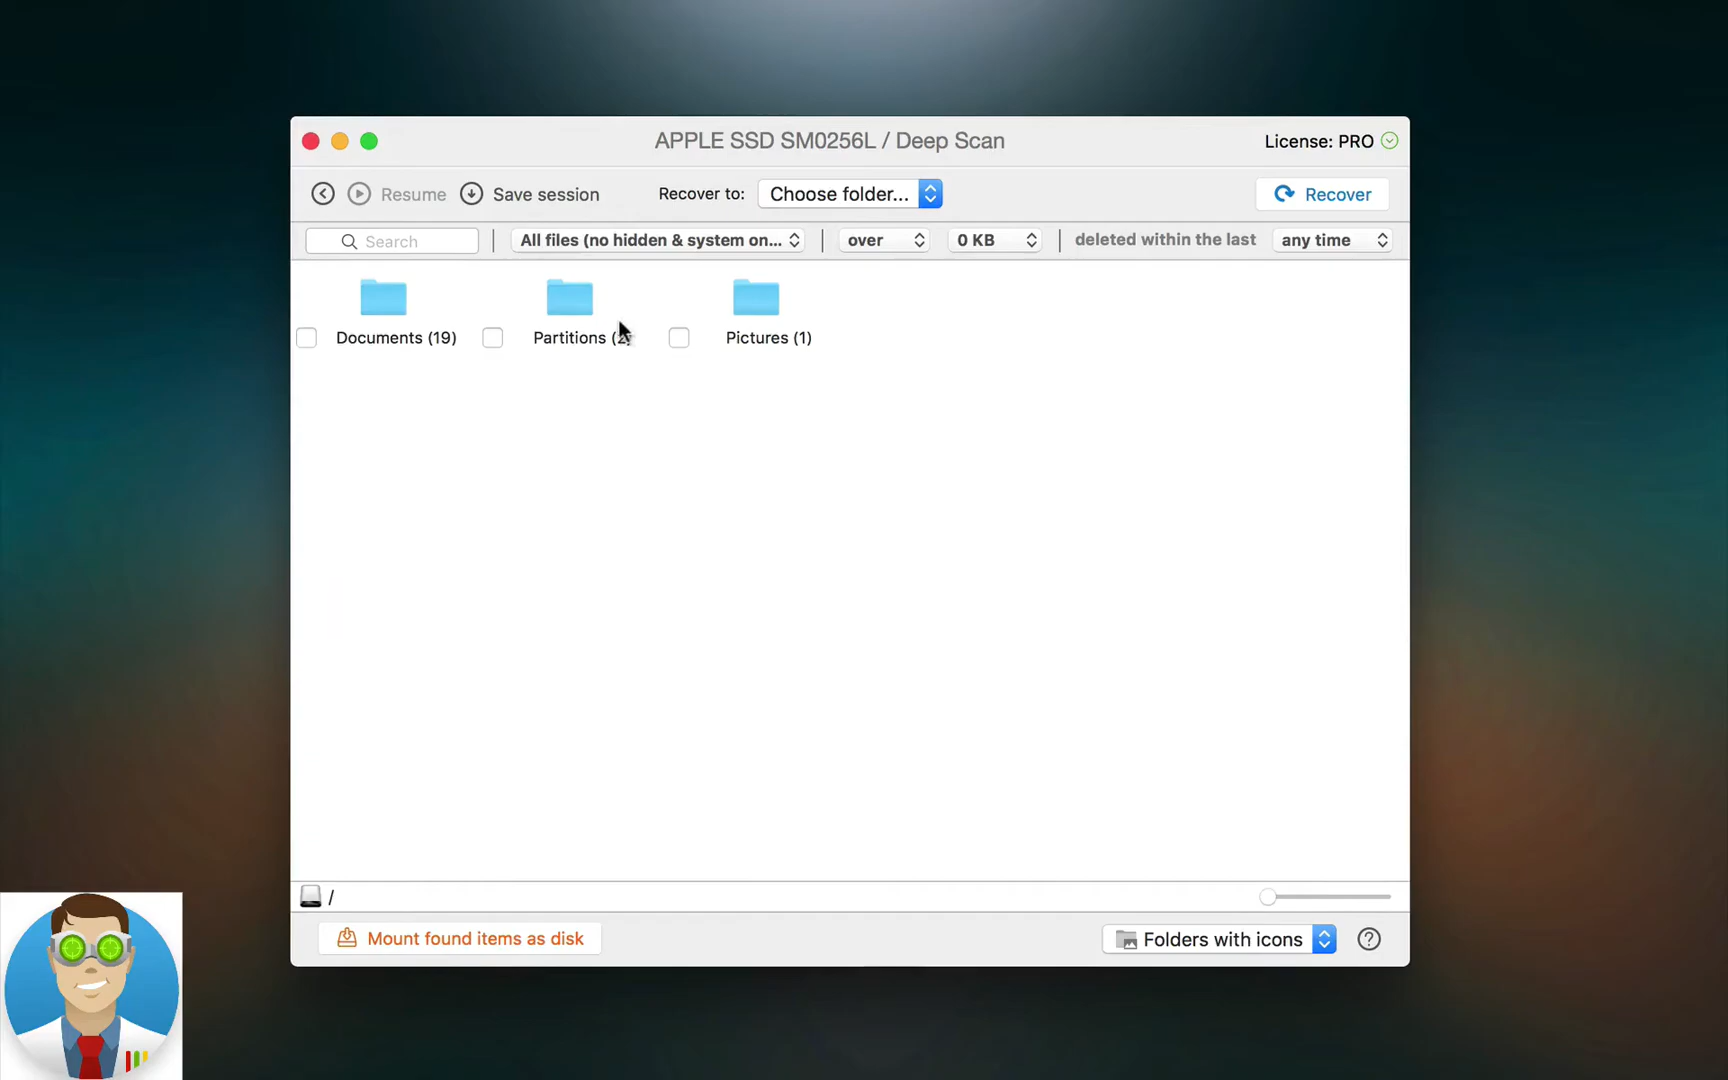 APPLE SSD SM0256L / Deep Scan
License: PRO
Resume
Save session
Recover to:
Choose folder...
Recover
Search
All files (no hidden & system on...
over
0 KB
deleted within the last
any time
Documents (19)
Partitions
Pictures (1)
/
Mount found items as disk
Folders with icons
?